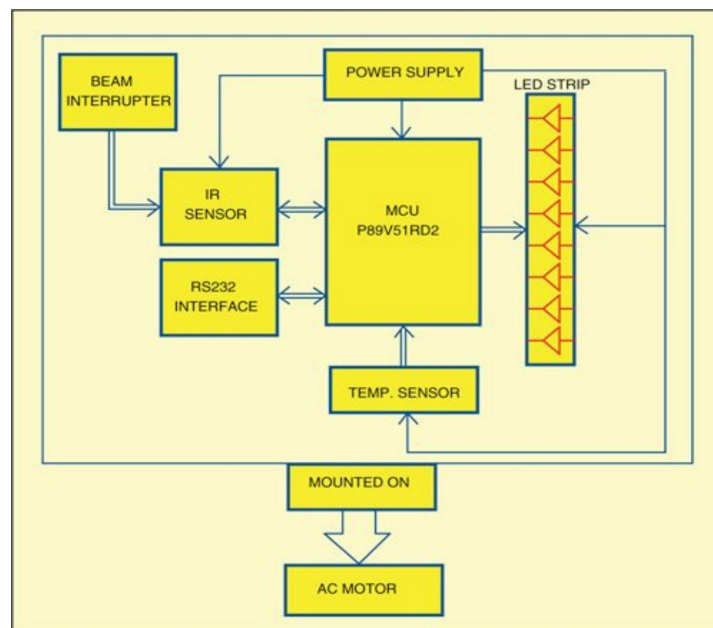 BEAM
INTERRUPTER
POWER SUPPLY
LED STRIP
IR
SENSOR
MCU
P89V51RD2
RS232
INTERFACE
TEMP. SENSOR
MOUNTED ON
AC MOTOR